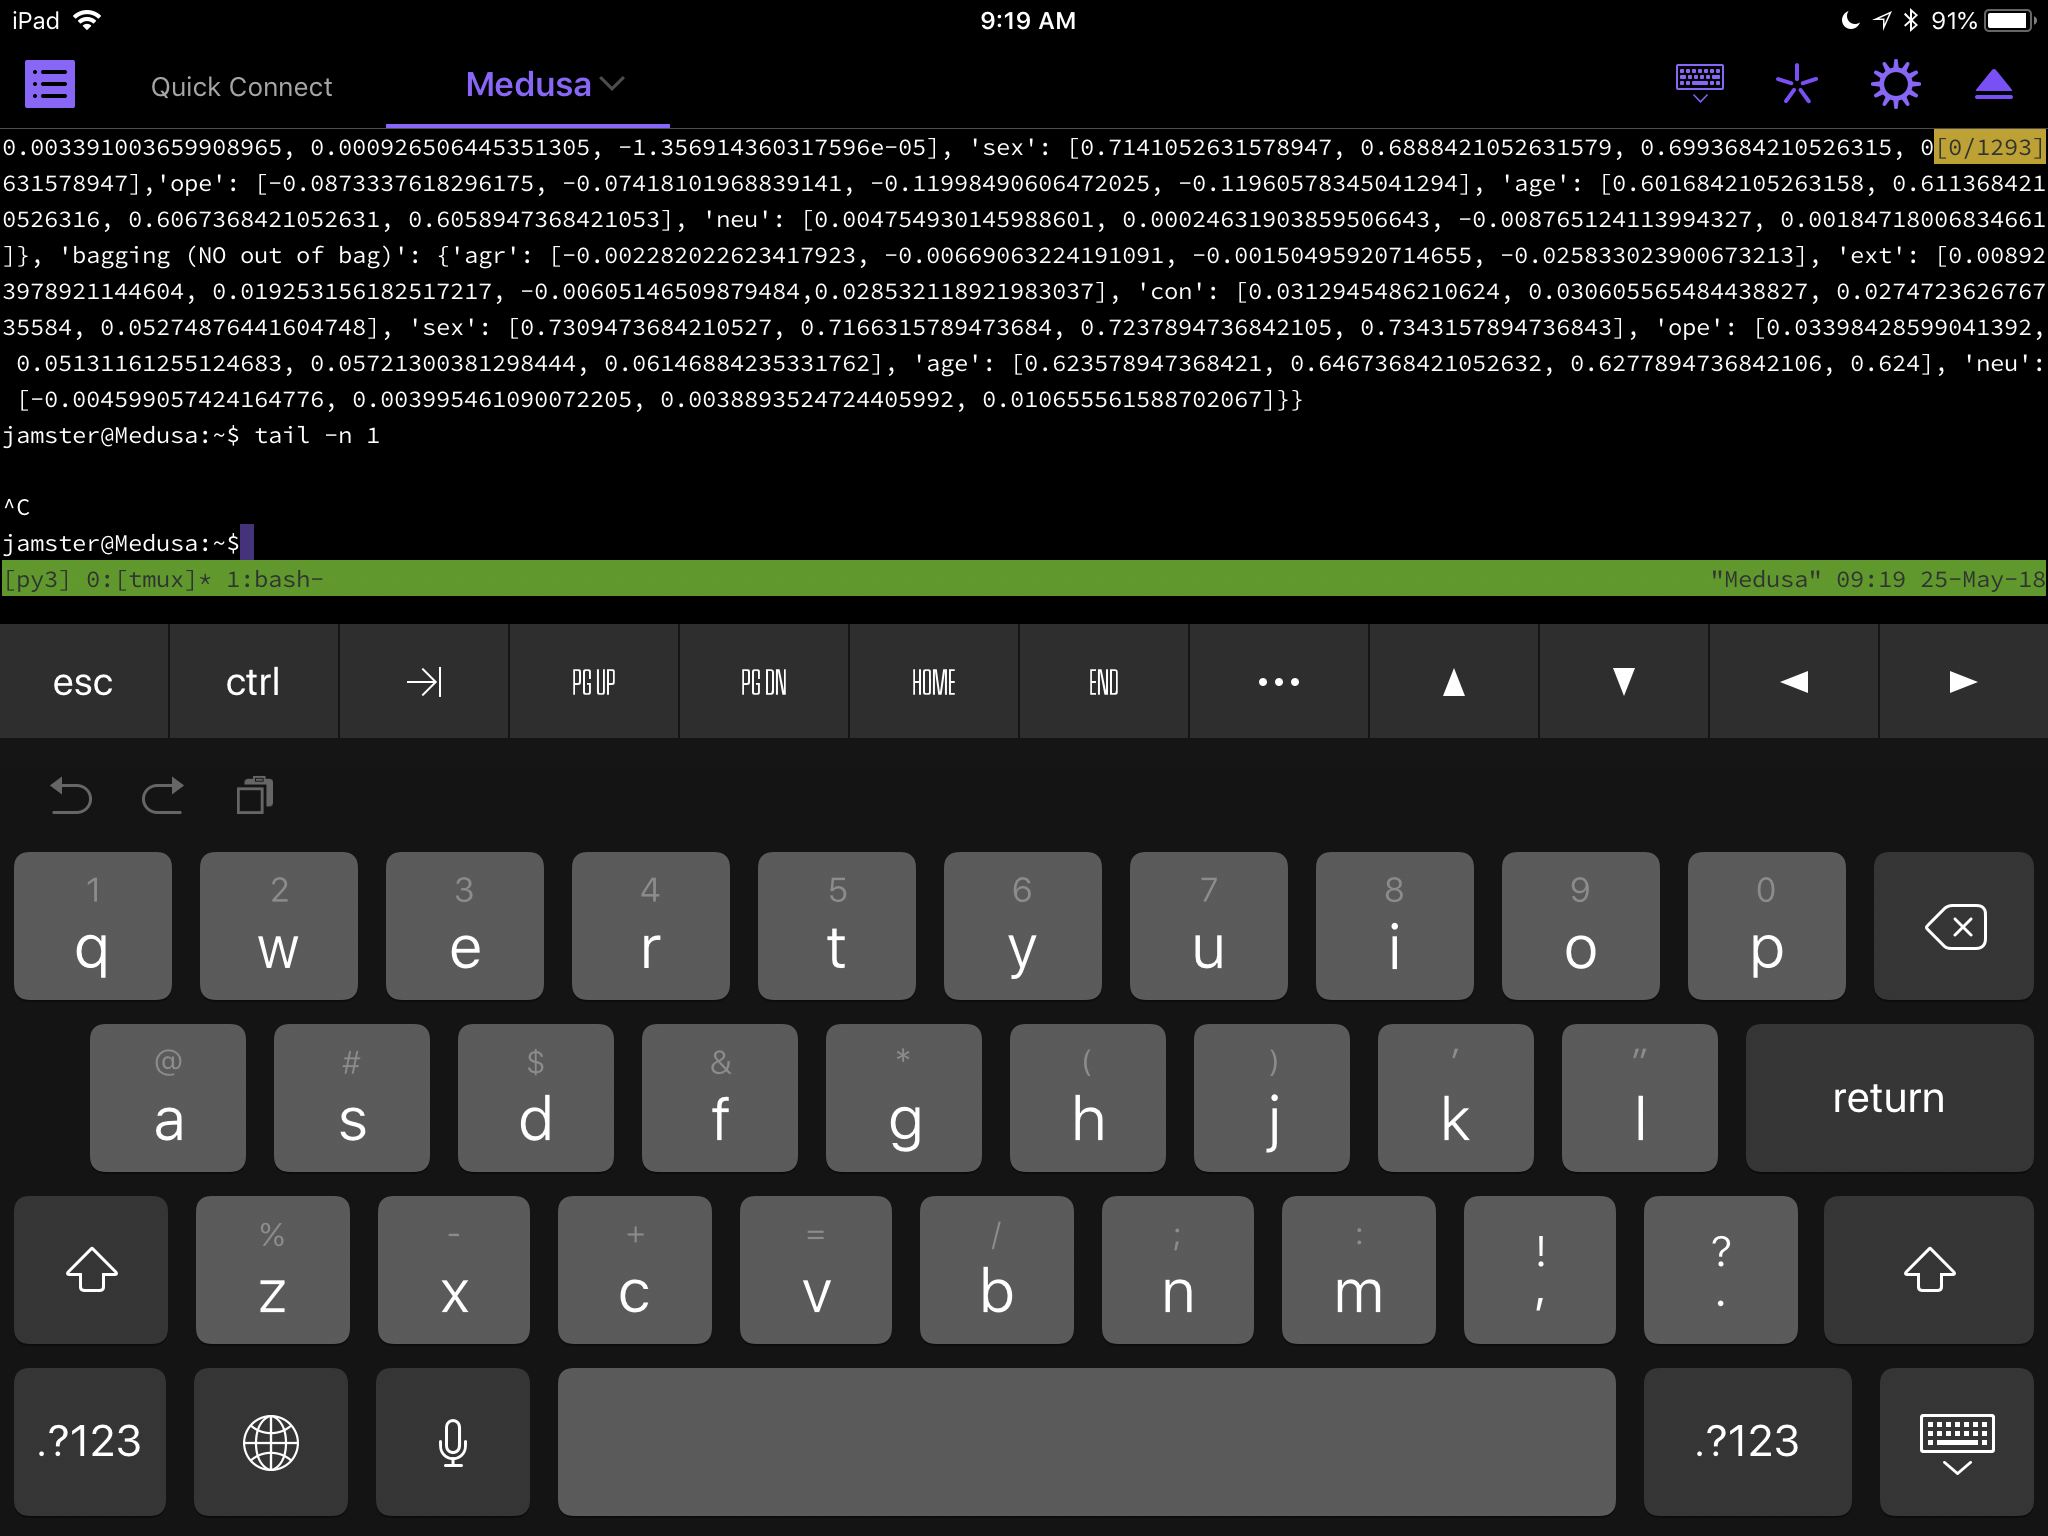 iPad 9:19 AM 91%
Quick Connect Medusa
0.003391003659908965, 0.000926506445351305, -1.356914360317596e-05], 'sex': [0.7141052631578947, 0.6888421052631579, 0.6993684210526315, 0[0/1293]
631578947],'ope': [-0.0873337618296175, -0.07418101968839141, -0.11998490606472025, -0.11960578345041294], 'age': [0.6016842105263158, 0.611368421
0526316, 0.6067368421052631, 0.6058947368421053], 'neu': [0.004754930145988601, 0.00024631903859506643, -0.008765124113994327, 0.00184718006834661
]}, 'bagging (NO out of bag)': {'agr': [-0.002282022623417923, -0.00669063224191091, -0.00150495920714655, -0.025833023900673213], 'ext': [0.00892
3978921144604, 0.019253156182517217, -0.00605146509879484,0.028532118921983037], 'con': [0.0312945486210624, 0.030605565484438827, 0.0274723626767
35584, 0.05274876441604748], 'sex': [0.7309473684210527, 0.7166315789473684, 0.7237894736842105, 0.7343157894736843], 'ope': [0.03398428599041392,
0.05131161255124683, 0.05721300381298444, 0.06146884235331762], 'age': [0.623578947368421, 0.6467368421052632, 0.6277894736842106, 0.624], 'neu':
[-0.004599057424164776, 0.003995461090072205, 0.0038893524724405992, 0.010655561588702067]}}
jamster@Medusa:~$ tail -n 1
^C
jamster@Medusa:~$
[py3] 0:[tmux]* 1:bash- "Medusa" 09:19 25-May-18
esc ctrl PG UP PG DN HOME END •••
1 2 3 4 5 6 7 8 9 0
q w e r t y u i o p
@ # $ & * ( ) ' "
a s d f g h j k l return
% - + = / ; : ! ?
z x c v b n m , .
.?123 .?123